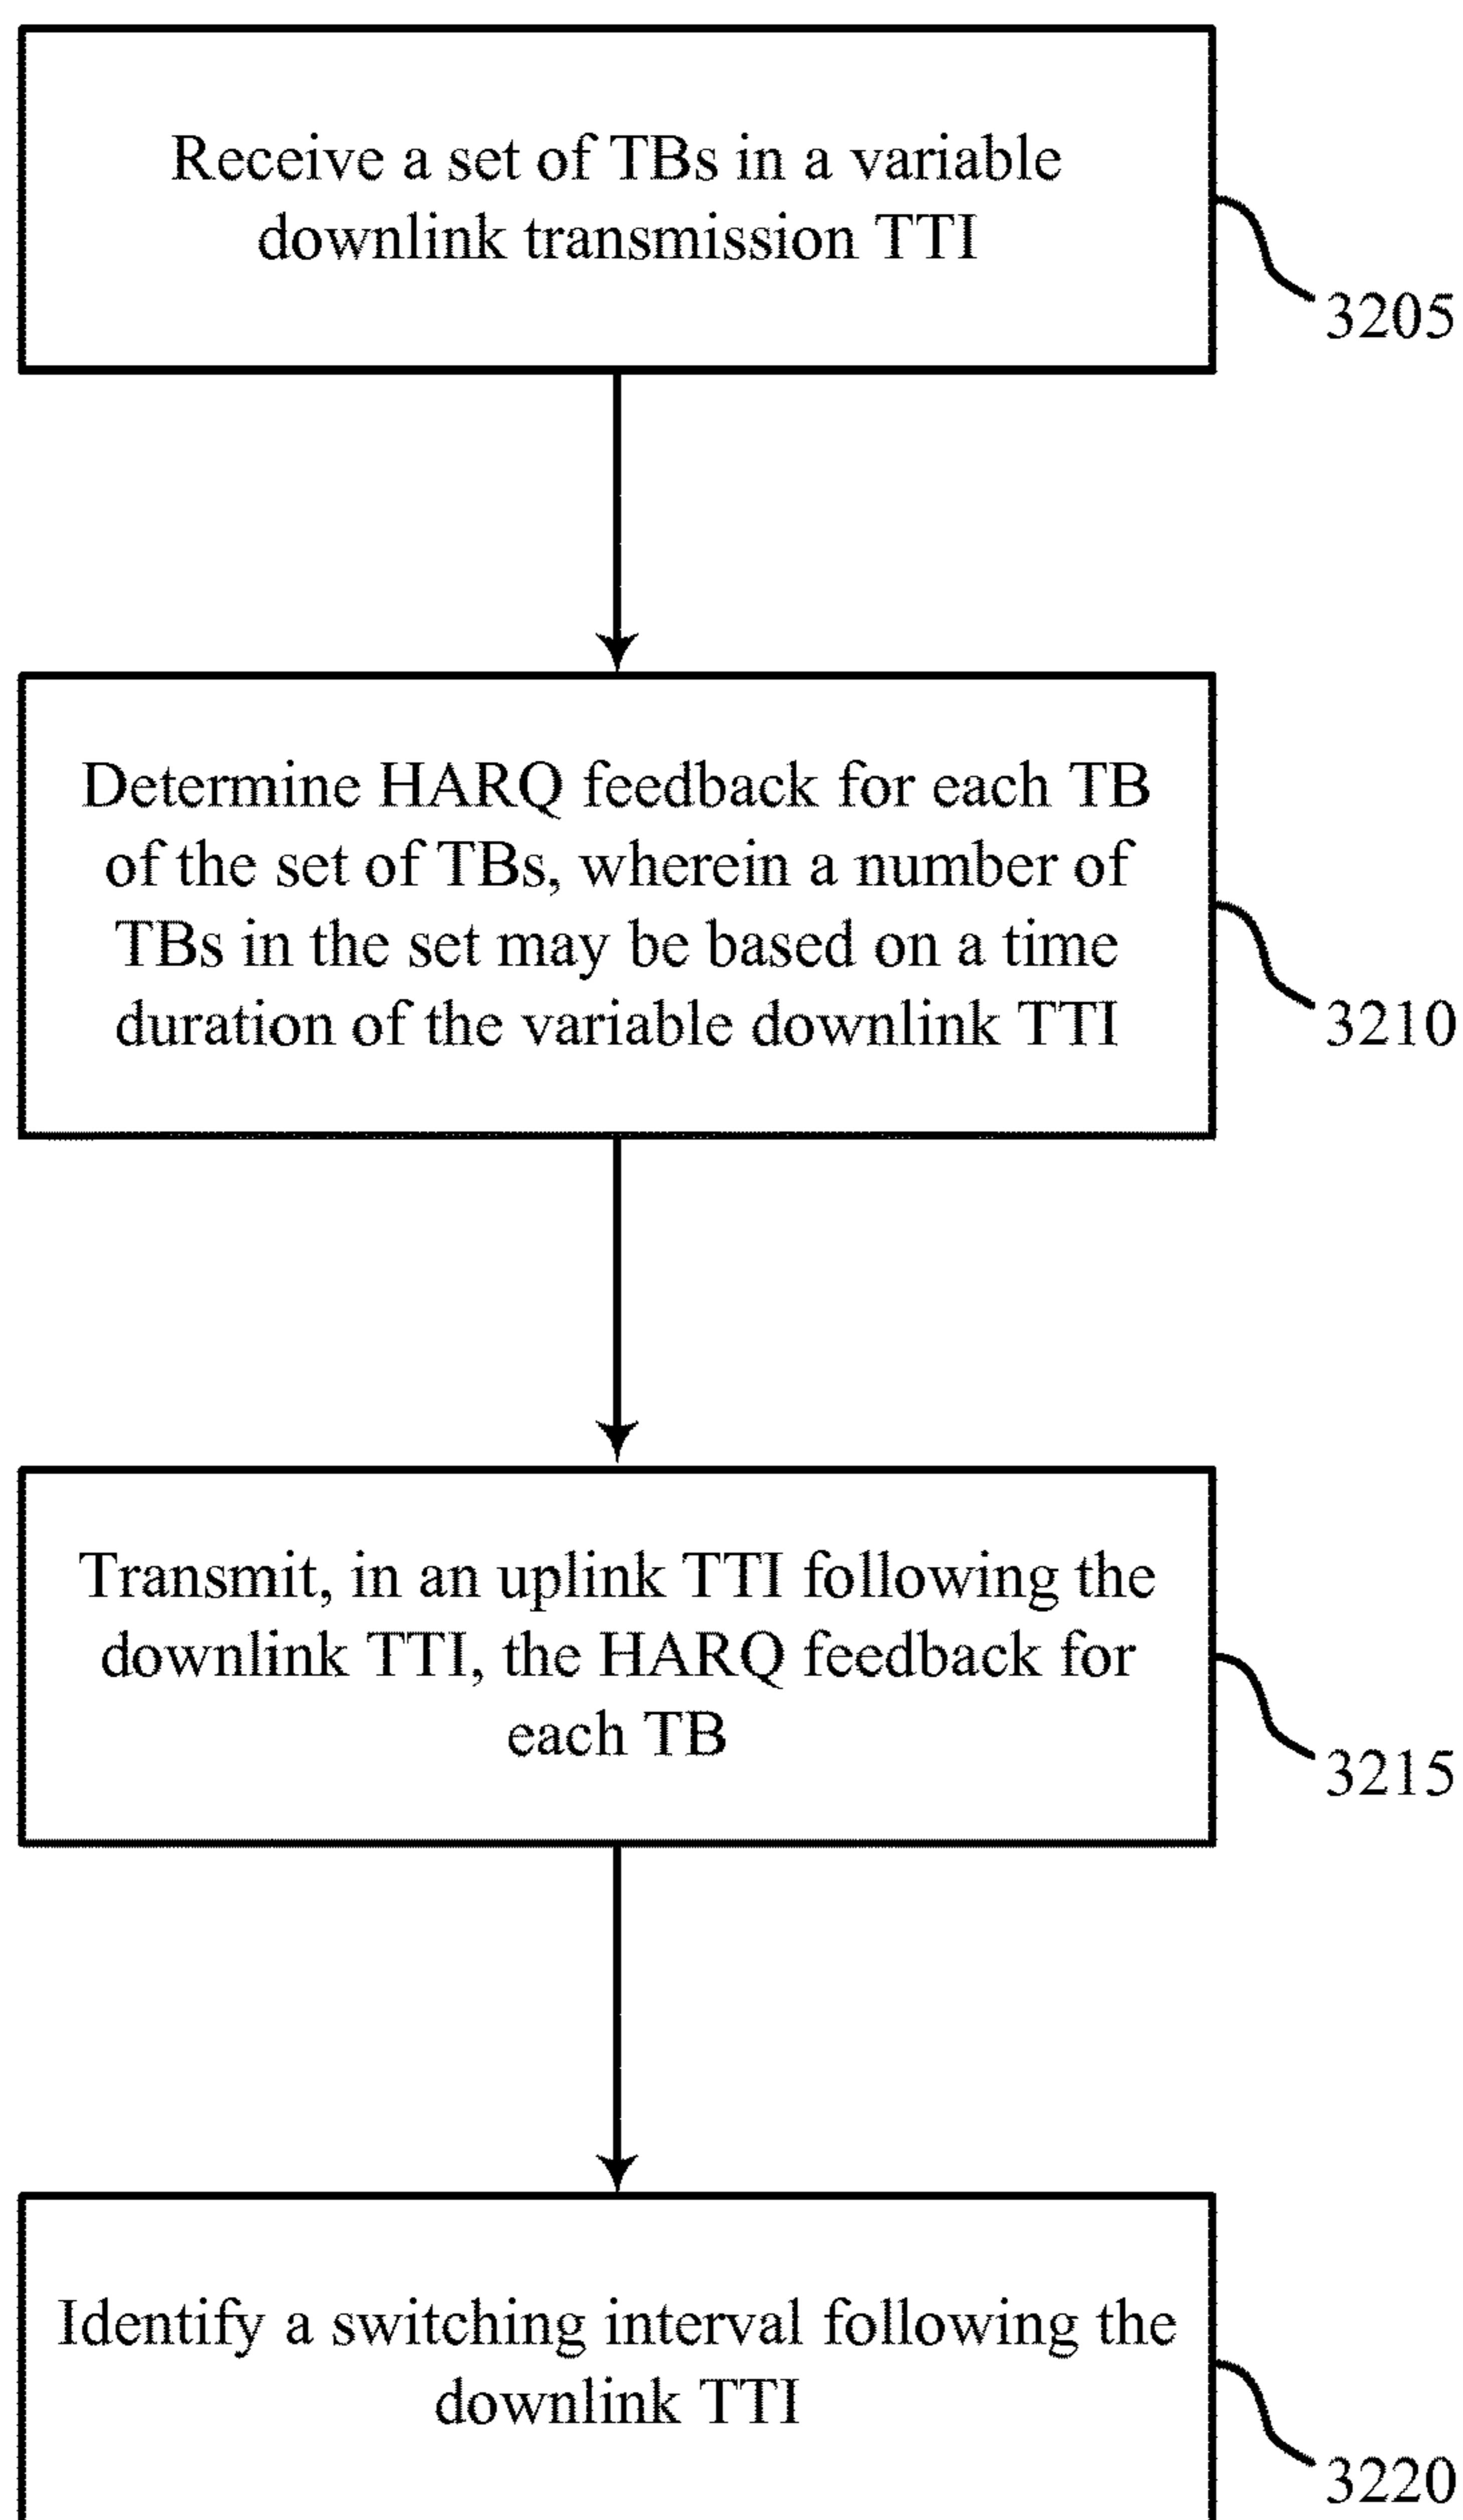 Receive a set of TBs in a variable
downlink transmission TTI
3205
Determine HARQ feedback for each TB
of the set of TBs, wherein a number of
TBs in the set may be based on a time
duration of the variable downlink TTI
3210
Transmit, in an uplink TTI following the
downlink TTI, the HARQ feedback for
each TB
3215
Identify a switching interval following the
downlink TTI
3220